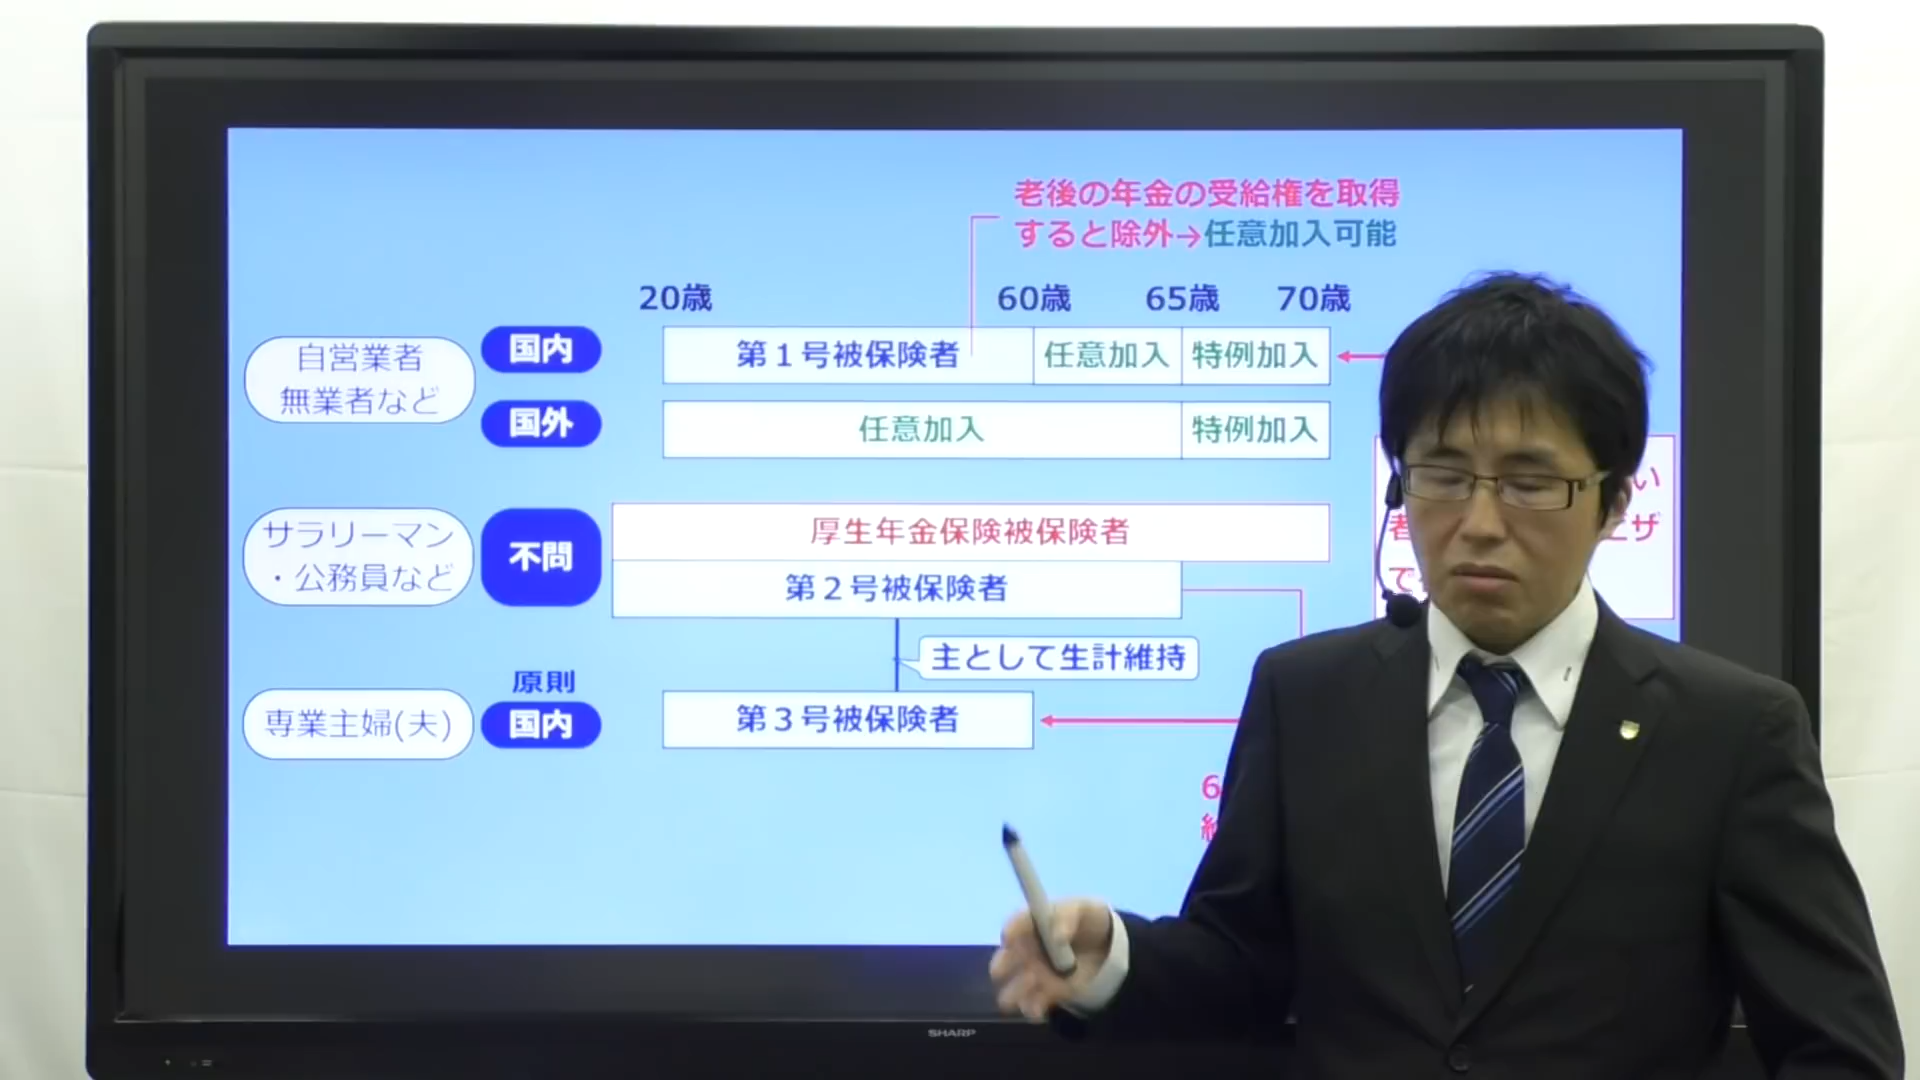 老後の年金の受給権を取得
すると除外→任意加入可能
20歳
60歳
65歳
70歳
自営業者
無業者など
国内
第1号被保険者
任意加入
特例加入
国外
任意加入
特例加入
サラリーマン
・公務員など
不問
厚生年金保険被保険者
第2号被保険者
主として生計維持
専業主婦(夫)
原則
国内
第3号被保険者
SHARP